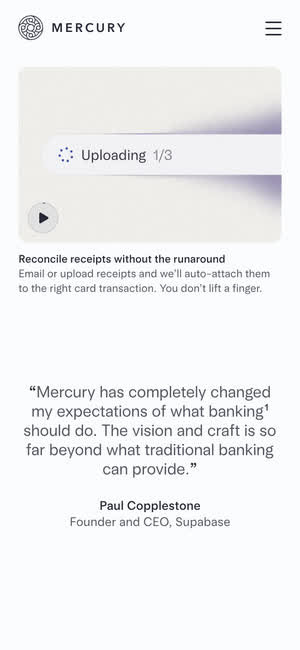 MERCURY
Uploading 1/3
Reconcile receipts without the runaround
Email or upload receipts and we’ll auto-attach them
to the right card transaction. You don’t lift a finger.
“Mercury has completely changed
my expectations of what banking¹
should do. The vision and craft is so
far beyond what traditional banking
can provide.”
Paul Copplestone
Founder and CEO, Supabase